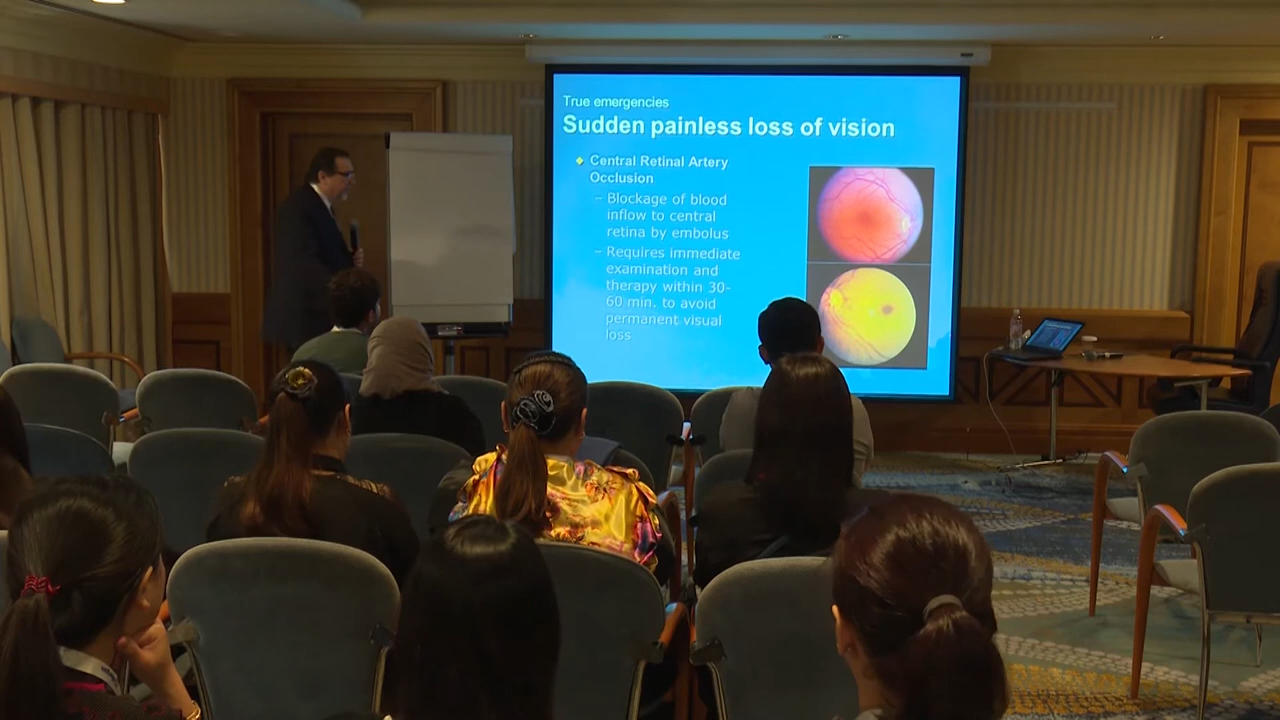 True emergencies
Sudden painless loss of vision
Central Retinal Artery
Occlusion
– Blockage of blood
inflow to central
retina by embolus
– Requires immediate
examination and
therapy within 30-
60 min. to avoid
permanent visual
loss